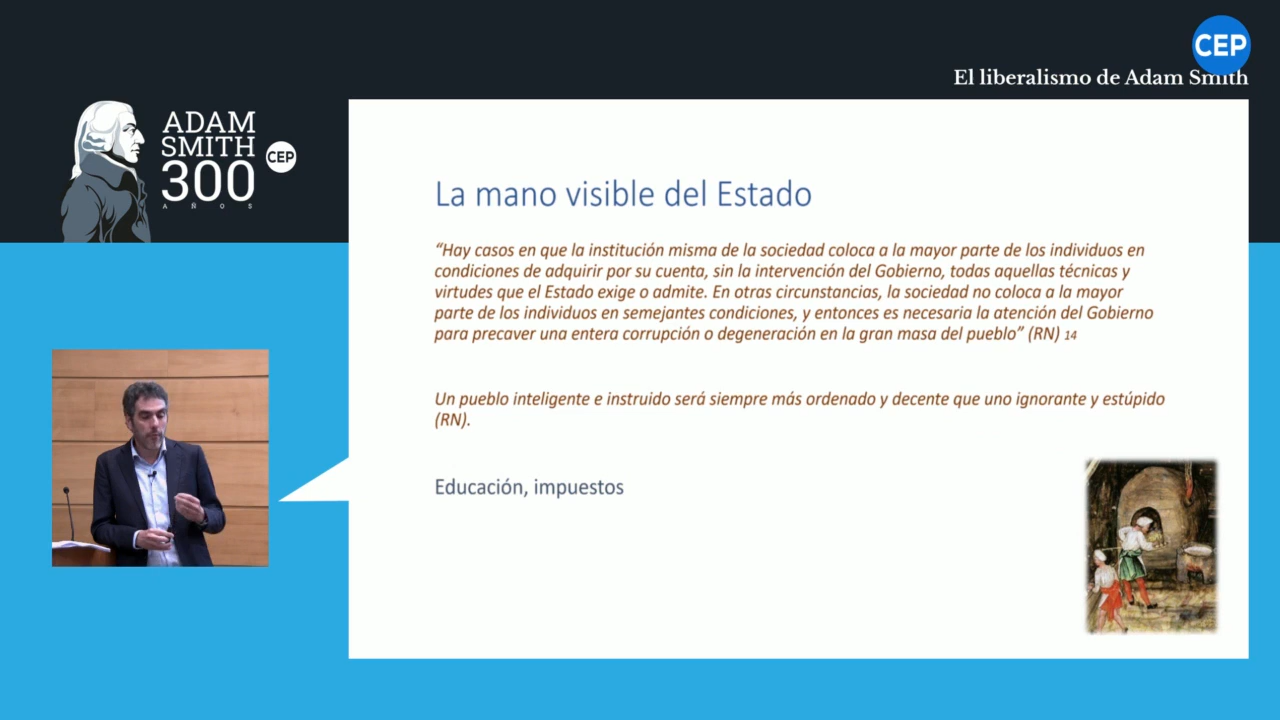 CEP
El liberalismo de Adam Smith
ADAM
SMITH
300
AÑOS
CEP
La mano visible del Estado
“Hay casos en que la institución misma de la sociedad coloca a la mayor parte de los individuos en
condiciones de adquirir por su cuenta, sin la intervención del Gobierno, todas aquellas técnicas y
virtudes que el Estado exige o admite. En otras circunstancias, la sociedad no coloca a la mayor
parte de los individuos en semejantes condiciones, y entonces es necesaria la atención del Gobierno
para precaver una entera corrupción o degeneración en la gran masa del pueblo” (RN) 14
Un pueblo inteligente e instruido será siempre más ordenado y decente que uno ignorante y estúpido
(RN).
Educación, impuestos